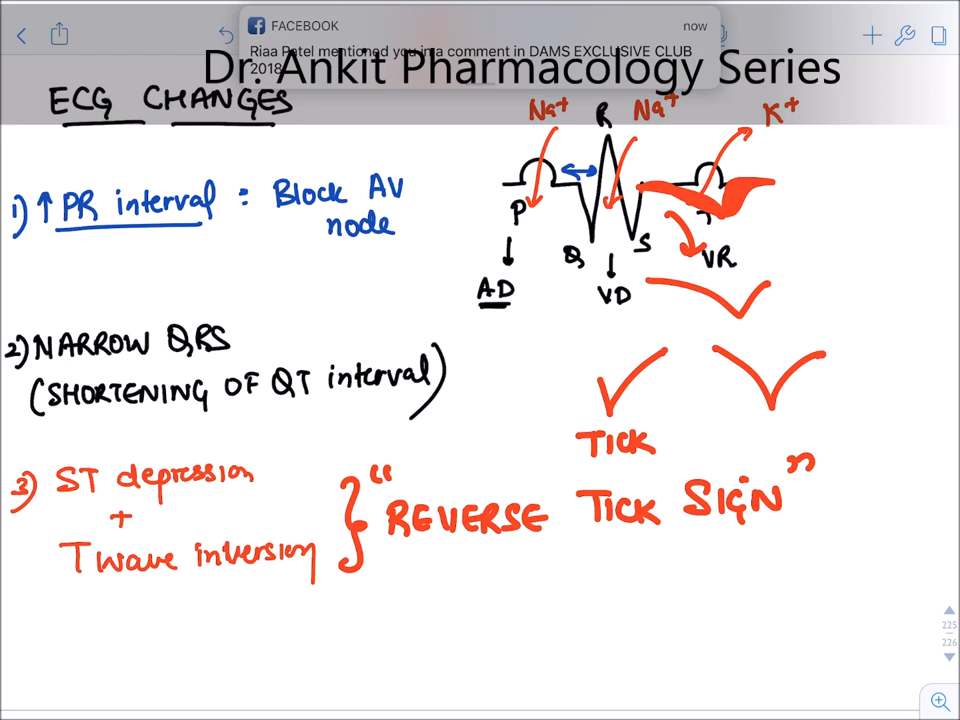 FACEBOOK
now
Riaa Patel mentioned you in a comment in DAMS EXCLUSIVE CLUB
2018
Dr. Ankit Pharmacology Series
ECG CHANGES
Na+
R
Na+
K+
1) ↑ PR interval : Block AV
node
P
Q
S
T
VR
AD
VD
2) NARROW QRS
(SHORTENING OF QT interval)
TICK
3) ST depression
+
T wave inversion
} "REVERSE TICK SIGN"
225
226